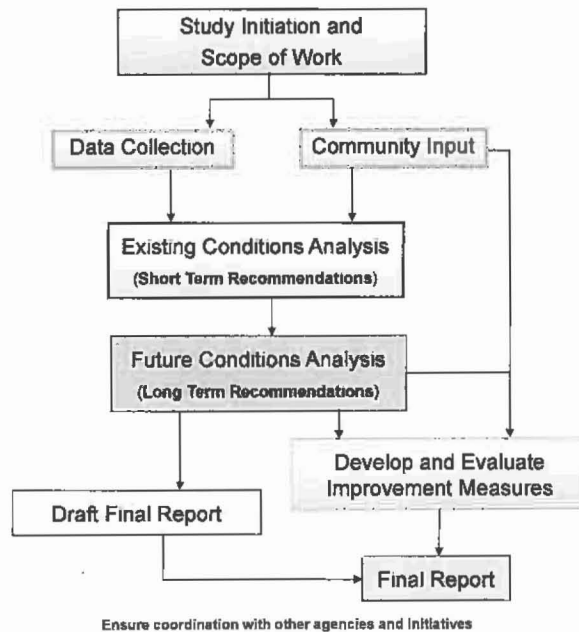 Study Initiation and
Scope of Work
Data Collection
Community Input
Existing Conditions Analysis
(Short Term Recommendations)
Future Conditions Analysis
(Long Term Recommendations)
Develop and Evaluate
Improvement Measures
Draft Final Report
Final Report
Ensure coordination with other agencies and initiatives